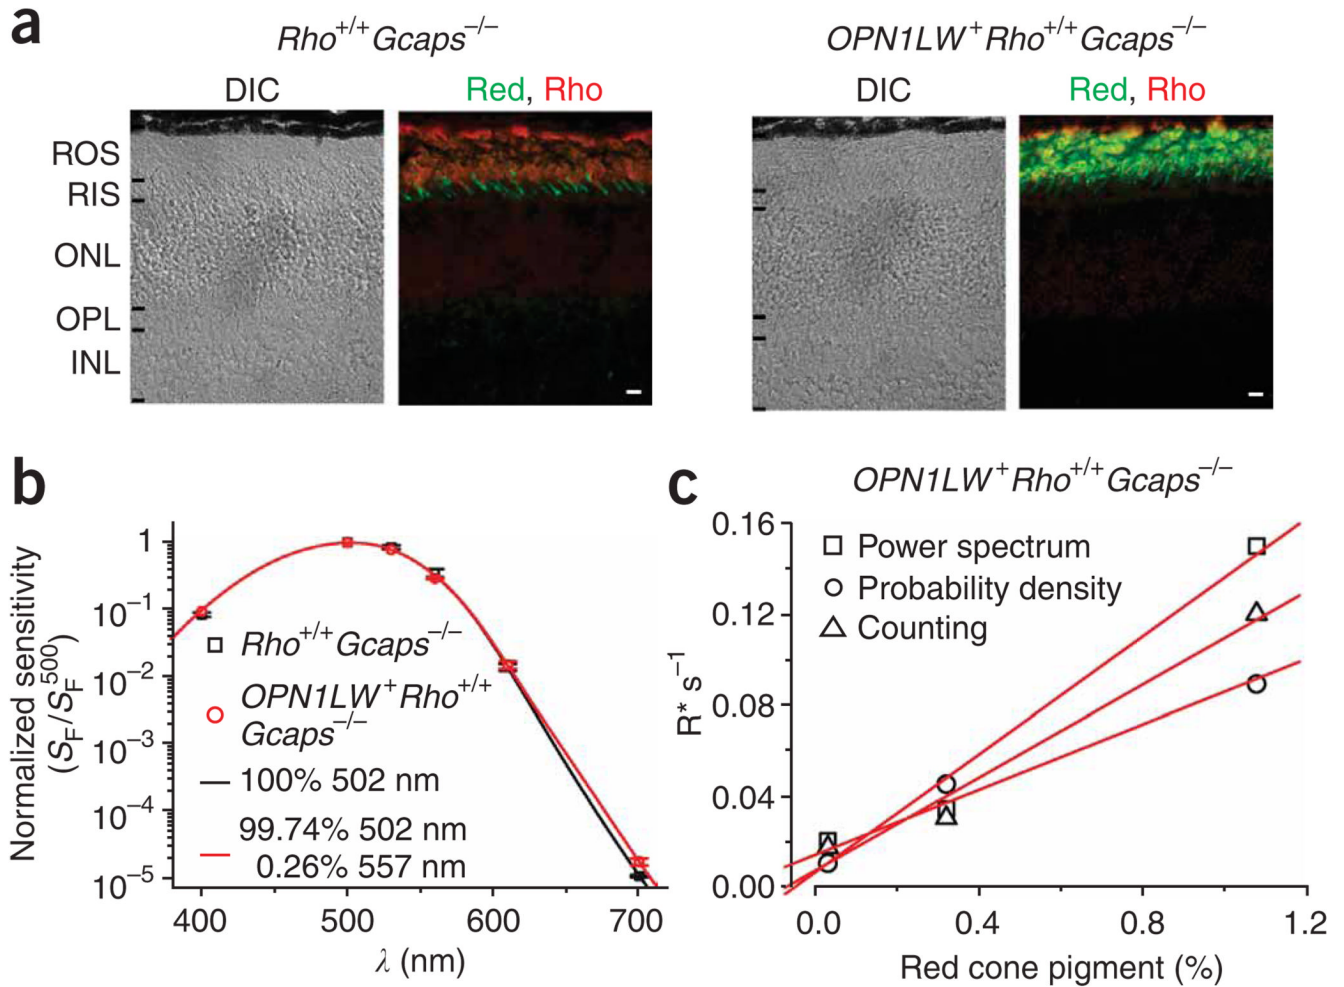 a
Rho+/+Gcaps−/−
OPN1LW+Rho+/+Gcaps−/−
DIC
Red, Rho
DIC
Red, Rho
ROS
RIS
ONL
OPL
INL
b
Normalized sensitivity
(SF/SF500)
1
10−1
10−2
10−3
10−4
10−5
Rho+/+Gcaps−/−
OPN1LW+Rho+/+
Gcaps−/−
100% 502 nm
99.74% 502 nm
0.26% 557 nm
400
500
600
700
λ (nm)
c
OPN1LW+Rho+/+Gcaps−/−
R*s−1
0.16
0.12
0.08
0.04
0.00
Power spectrum
Probability density
Counting
0.0
0.4
0.8
1.2
Red cone pigment (%)